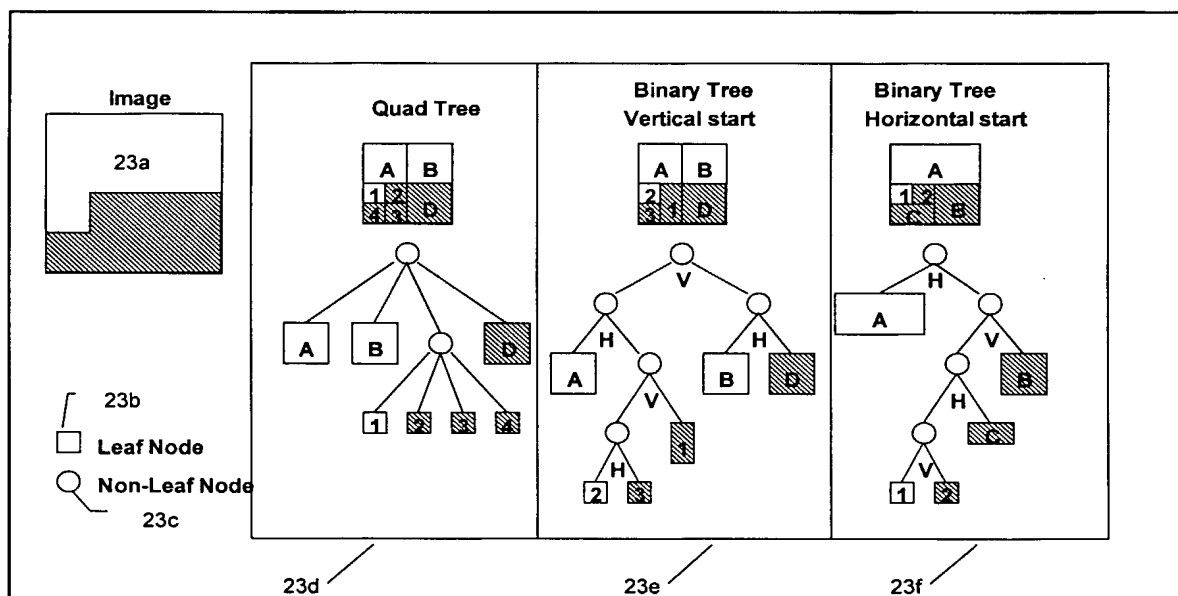 Image
23a
23b
Leaf Node
Non-Leaf Node
23c
Quad Tree
A B
1 2
4 3
D
A B D
1 2 3 4
23d
Binary Tree
Vertical start
A B
2
3 1 D
V
H H
A B D
V
1
H
2 3
23e
Binary Tree
Horizontal start
A
1 2
C B
H
A
V
B
H
C
V
1 2
23f